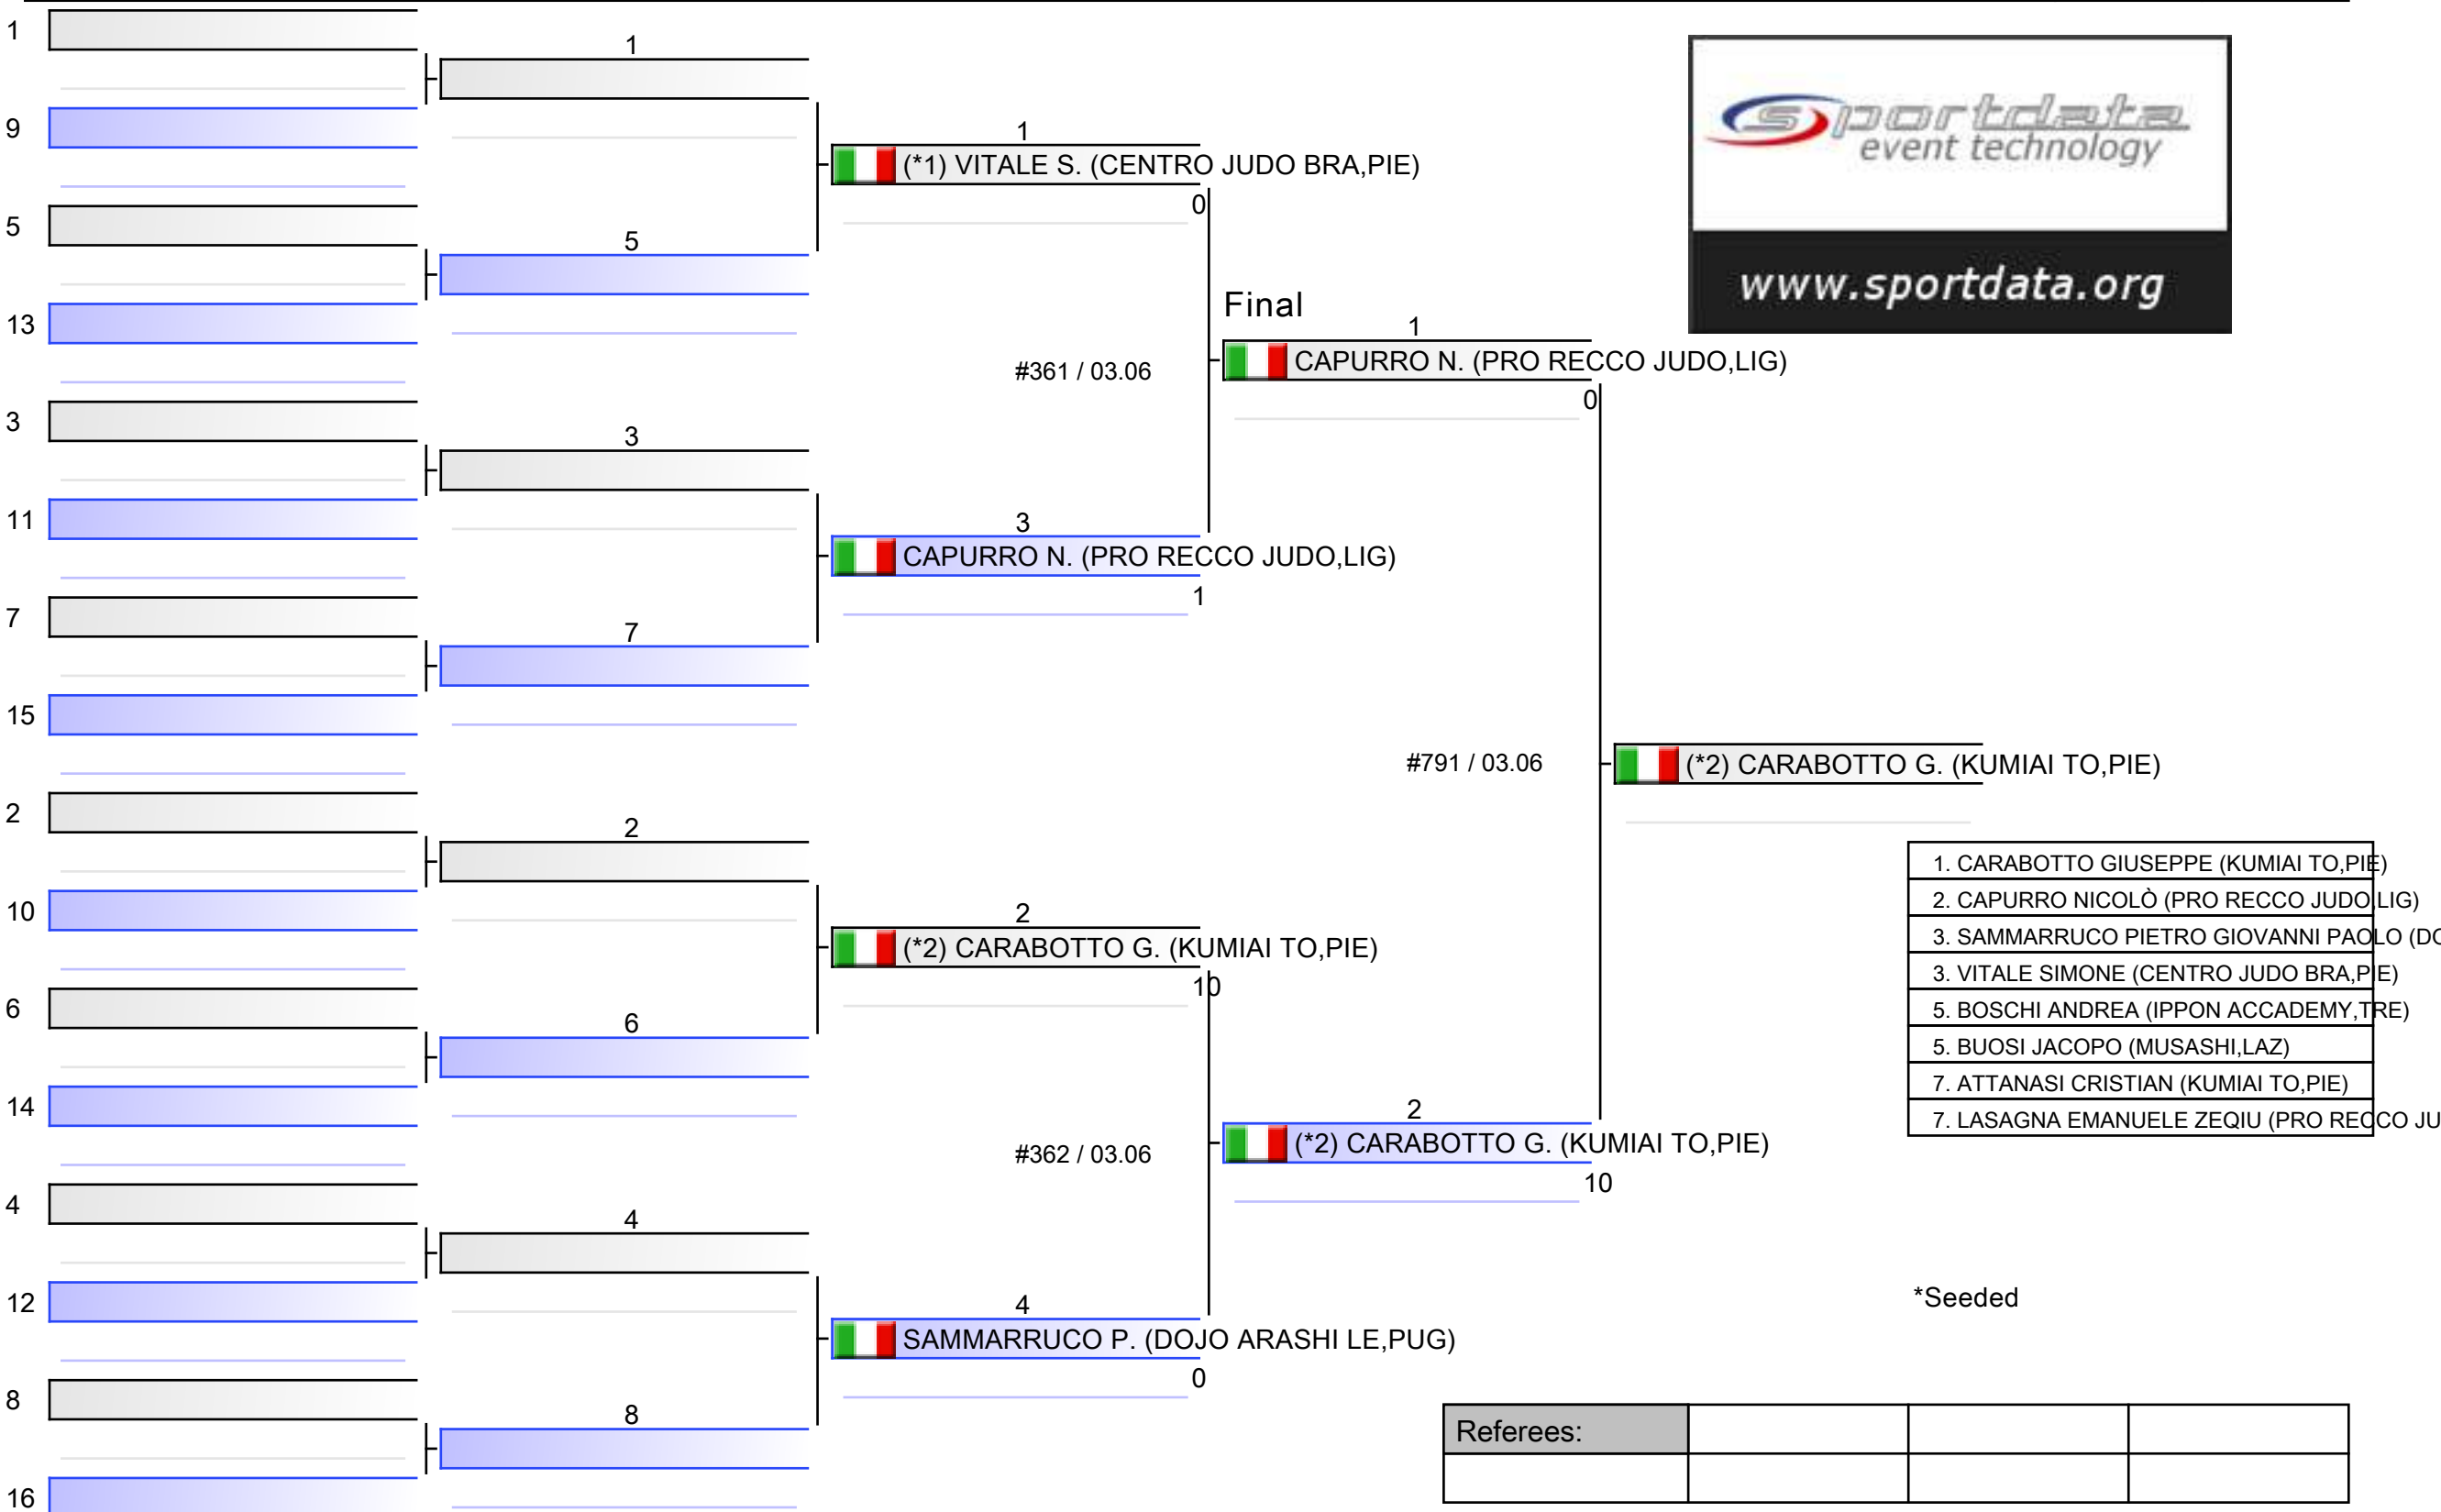 1
1
9
sportdata
event technology
1
(*1) VITALE S. (CENTRO JUDO BRA,PIE)
0
5
5
www.sportdata.org
13
Final
1
#361 / 03.06
CAPURRO N. (PRO RECCO JUDO,LIG)
0
3
3
11
3
CAPURRO N. (PRO RECCO JUDO,LIG)
1
7
7
15
#791 / 03.06
(*2) CARABOTTO G. (KUMIAI TO,PIE)
2
2
1. CARABOTTO GIUSEPPE (KUMIAI TO,PIE)
2. CAPURRO NICOLÒ (PRO RECCO JUDO,LIG)
3. SAMMARRUCO PIETRO GIOVANNI PAOLO (DO
3. VITALE SIMONE (CENTRO JUDO BRA,PIE)
5. BOSCHI ANDREA (IPPON ACCADEMY,TRE)
5. BUOSI JACOPO (MUSASHI,LAZ)
7. ATTANASI CRISTIAN (KUMIAI TO,PIE)
7. LASAGNA EMANUELE ZEQIU (PRO RECCO JU
10
2
(*2) CARABOTTO G. (KUMIAI TO,PIE)
10
6
6
14
2
#362 / 03.06
(*2) CARABOTTO G. (KUMIAI TO,PIE)
10
4
4
12
4
*Seeded
SAMMARRUCO P. (DOJO ARASHI LE,PUG)
0
8
8
Referees:
16